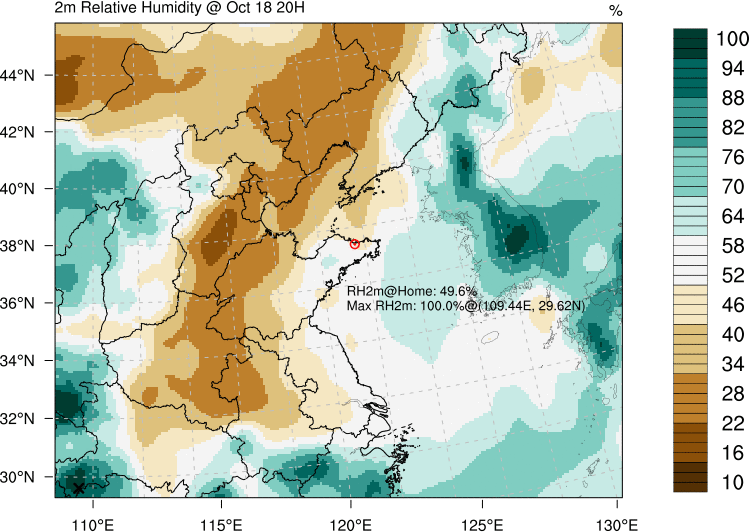 2m Relative Humidity @ Oct 18 20H
%
44°N
42°N
40°N
38°N
36°N
34°N
32°N
30°N
110°E
115°E
120°E
125°E
130°E
RH2m@Home: 49.6%
Max RH2m: 100.0%@(109.44E, 29.62N)
100
94
88
82
76
70
64
58
52
46
40
34
28
22
16
10